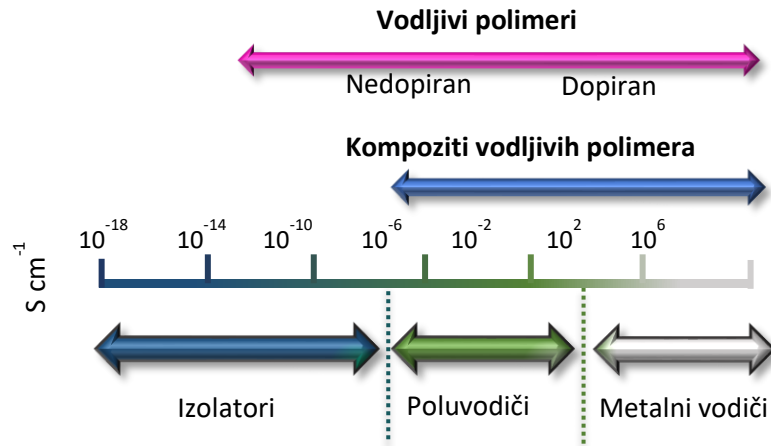 Vodljivi polimeri
Nedopiran Dopiran
Kompoziti vodljivih polimera
10⁻¹⁸ 10⁻¹⁴ 10⁻¹⁰ 10⁻⁶ 10⁻² 10² 10⁶
S cm⁻¹
Izolatori Poluvodiči Metalni vodiči